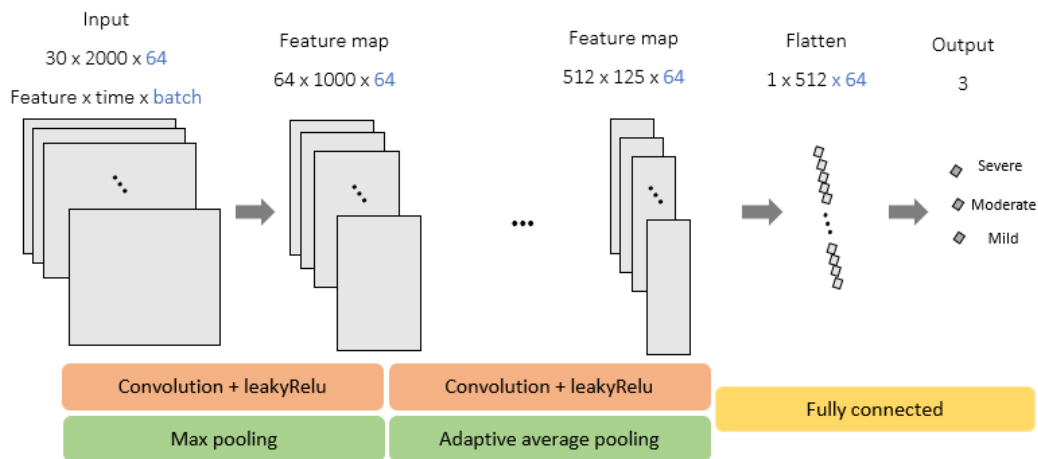 Input
30 x 2000 x 64
Feature x time x batch
Feature map
64 x 1000 x 64
Feature map
512 x 125 x 64
Flatten
1 x 512 x 64
Output
3
...
Severe
Moderate
Mild
Convolution + leakyRelu
Convolution + leakyRelu
Fully connected
Max pooling
Adaptive average pooling